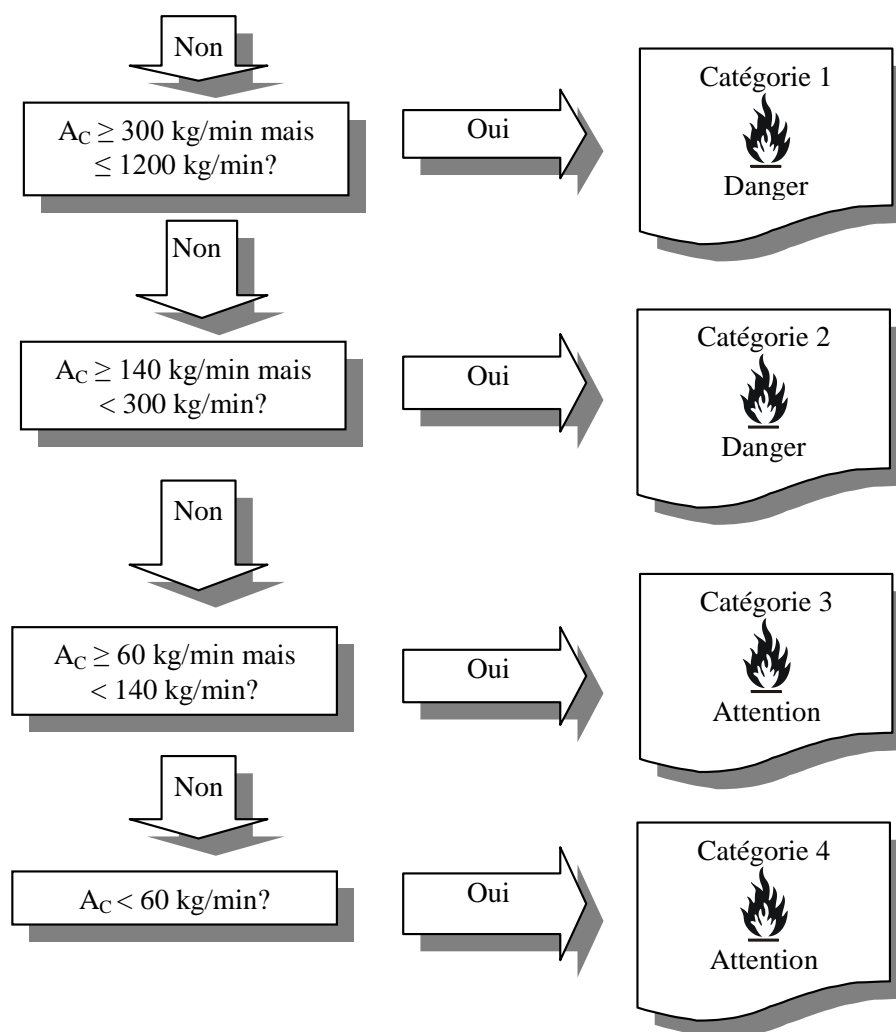 Non
A_C ≥ 300 kg/min mais
≤ 1200 kg/min?
Oui
Catégorie 1
Danger
Non
A_C ≥ 140 kg/min mais
< 300 kg/min?
Oui
Catégorie 2
Danger
Non
A_C ≥ 60 kg/min mais
< 140 kg/min?
Oui
Catégorie 3
Attention
Non
A_C < 60 kg/min?
Oui
Catégorie 4
Attention